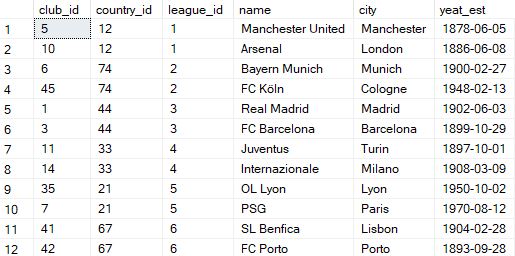 club_id country_id league_id name city yeat_est
1 5 12 1 Manchester United Manchester 1878-06-05
2 10 12 1 Arsenal London 1886-06-08
3 6 74 2 Bayern Munich Munich 1900-02-27
4 45 74 2 FC Köln Cologne 1948-02-13
5 1 44 3 Real Madrid Madrid 1902-06-03
6 3 44 3 FC Barcelona Barcelona 1899-10-29
7 11 33 4 Juventus Turin 1897-10-01
8 14 33 4 Internazionale Milano 1908-03-09
9 35 21 5 OL Lyon Lyon 1950-10-02
10 7 21 5 PSG Paris 1970-08-12
11 41 67 6 SL Benfica Lisbon 1904-02-28
12 42 67 6 FC Porto Porto 1893-09-28